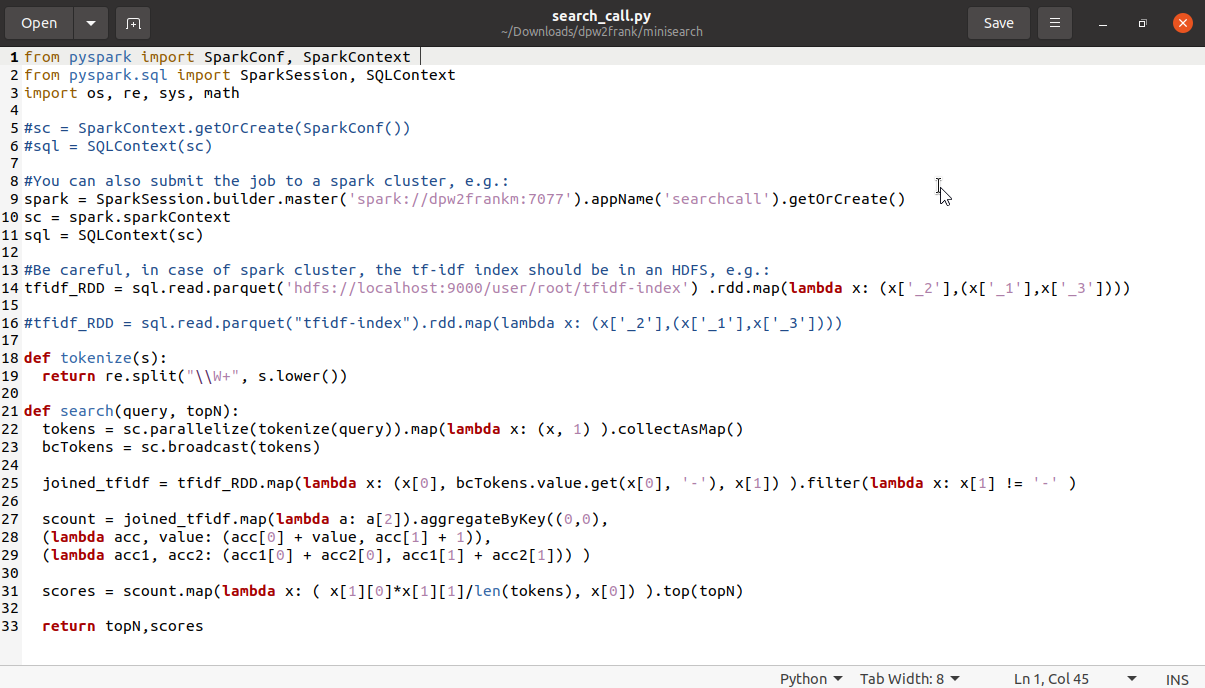 Open
search_call.py
~/Downloads/dpw2frank/minisearch
Save
1 from pyspark import SparkConf, SparkContext
2 from pyspark.sql import SparkSession, SQLContext
3 import os, re, sys, math
4
5 #sc = SparkContext.getOrCreate(SparkConf())
6 #sql = SQLContext(sc)
7
8 #You can also submit the job to a spark cluster, e.g.:
9 spark = SparkSession.builder.master('spark://dpw2frankm:7077').appName('searchcall').getOrCreate()
10 sc = spark.sparkContext
11 sql = SQLContext(sc)
12
13 #Be careful, in case of spark cluster, the tf-idf index should be in an HDFS, e.g.:
14 tfidf_RDD = sql.read.parquet('hdfs://localhost:9000/user/root/tfidf-index') .rdd.map(lambda x: (x['_2'],(x['_1'],x['_3'])))
15
16 #tfidf_RDD = sql.read.parquet("tfidf-index").rdd.map(lambda x: (x['_2'],(x['_1'],x['_3'])))
17
18 def tokenize(s):
19   return re.split("\\W+", s.lower())
20
21 def search(query, topN):
22   tokens = sc.parallelize(tokenize(query)).map(lambda x: (x, 1) ).collectAsMap()
23   bcTokens = sc.broadcast(tokens)
24
25   joined_tfidf = tfidf_RDD.map(lambda x: (x[0], bcTokens.value.get(x[0], '-'), x[1]) ).filter(lambda x: x[1] != '-' )
26
27   scount = joined_tfidf.map(lambda a: a[2]).aggregateByKey((0,0),
28   (lambda acc, value: (acc[0] + value, acc[1] + 1)),
29   (lambda acc1, acc2: (acc1[0] + acc2[0], acc1[1] + acc2[1])) )
30
31   scores = scount.map(lambda x: ( x[1][0]*x[1][1]/len(tokens), x[0]) ).top(topN)
32
33   return topN,scores
Python Tab Width: 8 Ln 1, Col 45 INS